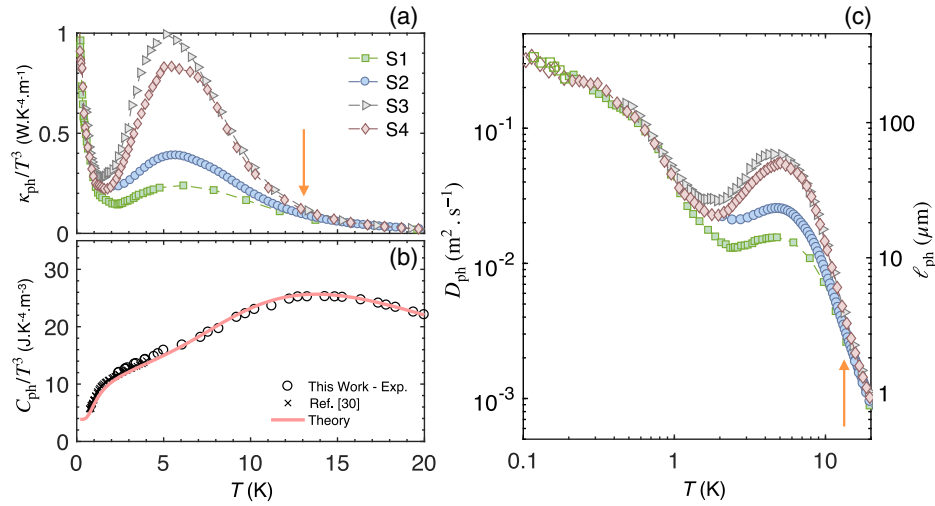 (a)
κph/T³ (W.K-⁴.m-¹)
1
0.5
0
S1
S2
S3
S4
(b)
Cph/T³ (J.K-⁴.m-³)
30
20
10
0
This Work - Exp.
Ref. [30]
Theory
0 5 10 15 20
T (K)
(c)
Dph (m².s⁻¹)
10-¹
10-²
10-³
0.1 1 10
T (K)
100
10
1
ℓph (μm)